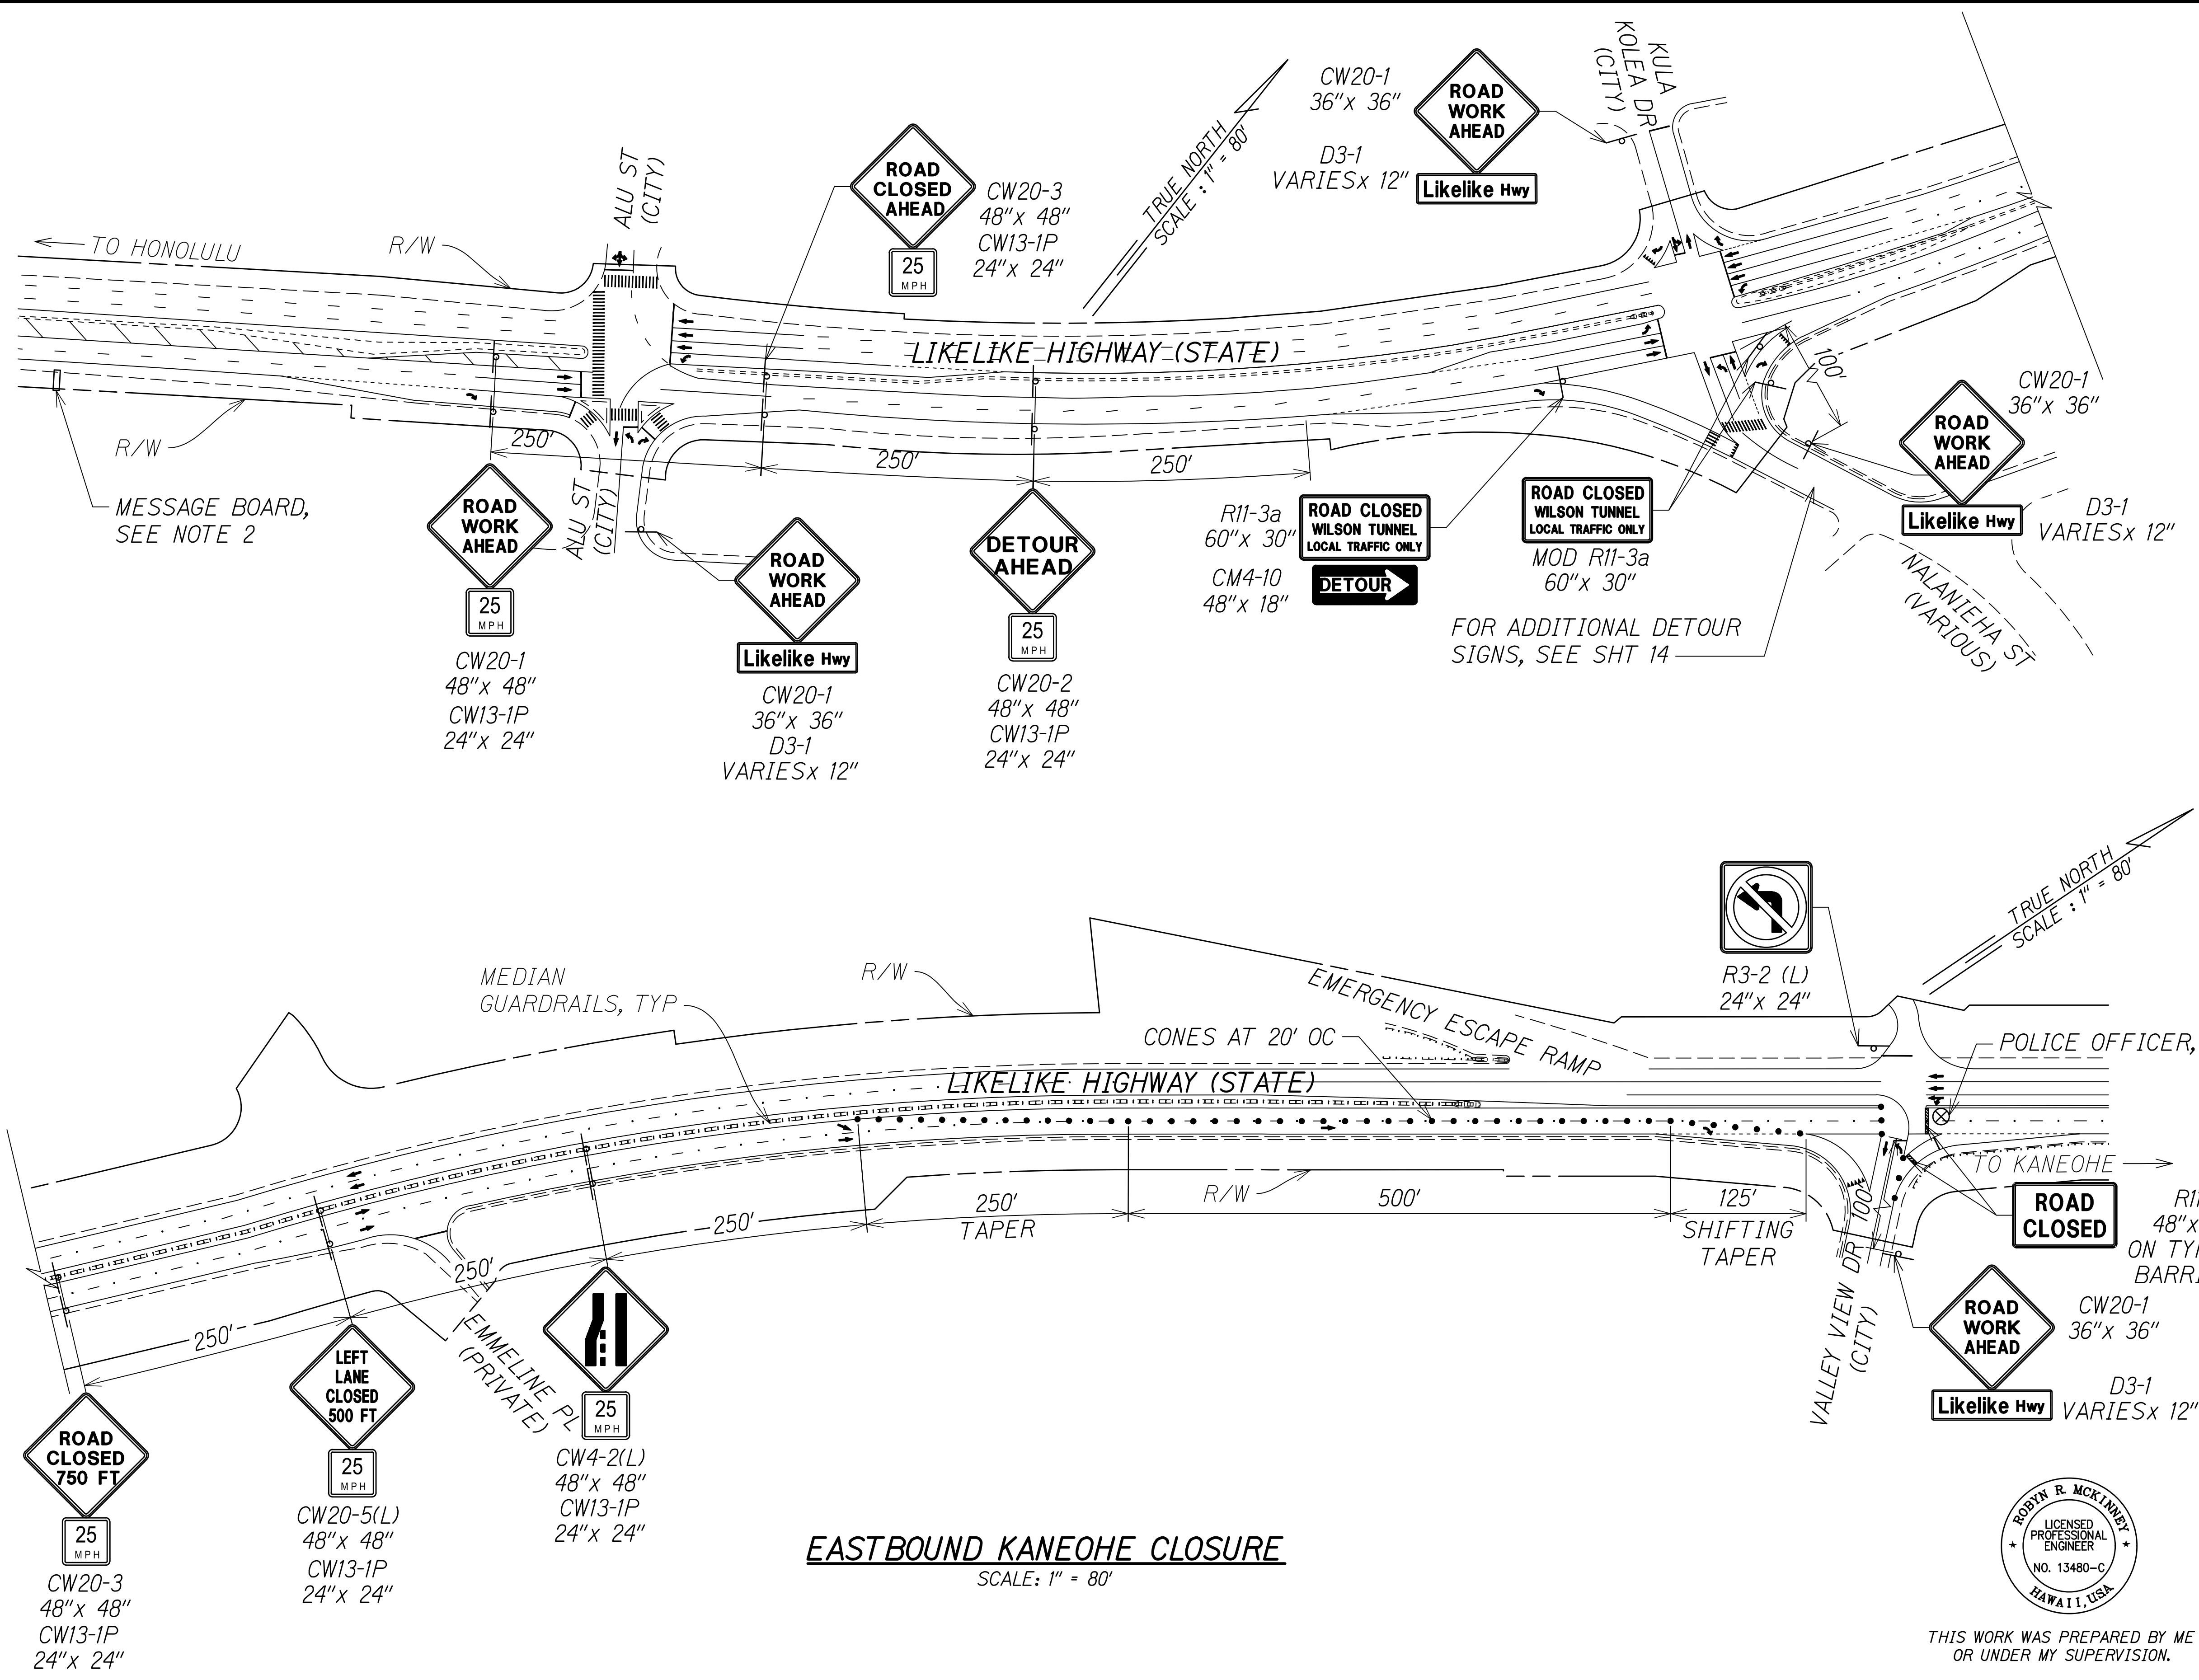 TO HONOLULU
R/W
ALU ST
(CITY)
ROAD
CLOSED
AHEAD
25
MPH
CW20-3
48"x 48"
CW13-1P
24"x 24"
TRUE NORTH
SCALE : 1" = 80'
CW20-1
36"x 36"
D3-1
VARIESx 12"
ROAD
WORK
AHEAD
Likelike Hwy
KULA
KOLEA DR
(CITY)
LIKELIKE HIGHWAY (STATE)
R/W
MESSAGE BOARD,
SEE NOTE 2
250'
250'
250'
100'
ROAD
WORK
AHEAD
25
MPH
CW20-1
48"x 48"
CW13-1P
24"x 24"
ALU ST
(CITY)
ROAD
WORK
AHEAD
Likelike Hwy
CW20-1
36"x 36"
D3-1
VARIESx 12"
DETOUR
AHEAD
25
MPH
CW20-2
48"x 48"
CW13-1P
24"x 24"
R11-3a
60"x 30"
ROAD CLOSED
WILSON TUNNEL
LOCAL TRAFFIC ONLY
CM4-10
48"x 18"
DETOUR
ROAD CLOSED
WILSON TUNNEL
LOCAL TRAFFIC ONLY
MOD R11-3a
60"x 30"
FOR ADDITIONAL DETOUR
SIGNS, SEE SHT 14
CW20-1
36"x 36"
ROAD
WORK
AHEAD
Likelike Hwy
D3-1
VARIESx 12"
NALANIEHA ST
(VARIOUS)
MEDIAN
GUARDRAILS, TYP
R/W
EMERGENCY ESCAPE RAMP
CONES AT 20' OC
LIKELIKE HIGHWAY (STATE)
R3-2 (L)
24"x 24"
TRUE NORTH
SCALE : 1" = 80'
POLICE OFFICER,
TO KANEOHE
R/W
250'
250'
250'
250'
TAPER
500'
125'
SHIFTING
TAPER
100'
ROAD
CLOSED
48"x
ON
VALLEY VIEW DR
(CITY)
ROAD
WORK
AHEAD
Likelike Hwy
CW20-1
36"x 36"
D3-1
VARIESx 12"
EMMELINE PL
(PRIVATE)
ROAD
CLOSED
750 FT
25
MPH
CW20-3
48"x 48"
CW13-1P
24"x 24"
LEFT
LANE
CLOSED
500 FT
25
MPH
CW20-5(L)
48"x 48"
CW13-1P
24"x 24"
25
MPH
CW4-2(L)
48"x 48"
CW13-1P
24"x 24"
EASTBOUND KANEOHE CLOSURE
SCALE: 1" = 80'
ROBYN R. MCKINNEY
LICENSED
PROFESSIONAL
ENGINEER
NO. 13480-C
HAWAII, USA
THIS WORK WAS PREPARED BY ME
OR UNDER MY SUPERVISION.